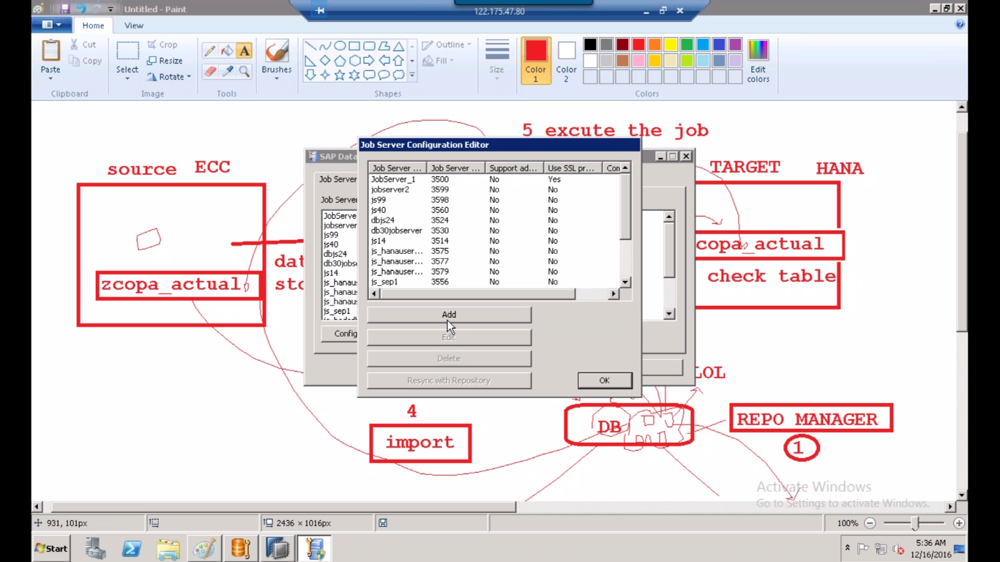 Untitled - Paint
122.175.47.80
Home View
Paste
Cut
Copy
Clipboard
Select
Crop
Resize
Rotate
Image
Tools
Brushes
Shapes
Outline
Fill
Size
Color 1
Color 2
Edit colors
Colors
5 excute the job
source ECC
zcopa_actual
TARGET HANA
copa_actual
check table
SAP Data
Job Server
Job Server
JobServe
jobserver
js99
js40
dbjs24
db30jobs
js14
js_hanaus
js_hanaus
js_hanaus
js_sep1
Config
Job Server Configuration Editor
Job Server ... Job Server ... Support ad... Use SSL pr... Con
JobServer_1 3500 No Yes
jobserver2 3599 No No
js99 3598 No No
js40 3560 No No
dbjs24 3524 No No
db30jobserver 3530 No No
js14 3514 No No
js_hanauser... 3575 No No
js_hanauser... 3577 No No
js_hanauser... 3579 No No
js_sep1 3556 No No
Add
Edit
Delete
Resync with Repository
OK
dat
sto
LOL
4
import
DB
REPO MANAGER
1
Activate Windows
Go to Settings to activate Windows.
931, 101px
2436 × 1016px
100%
Start
5:36 AM
12/16/2016